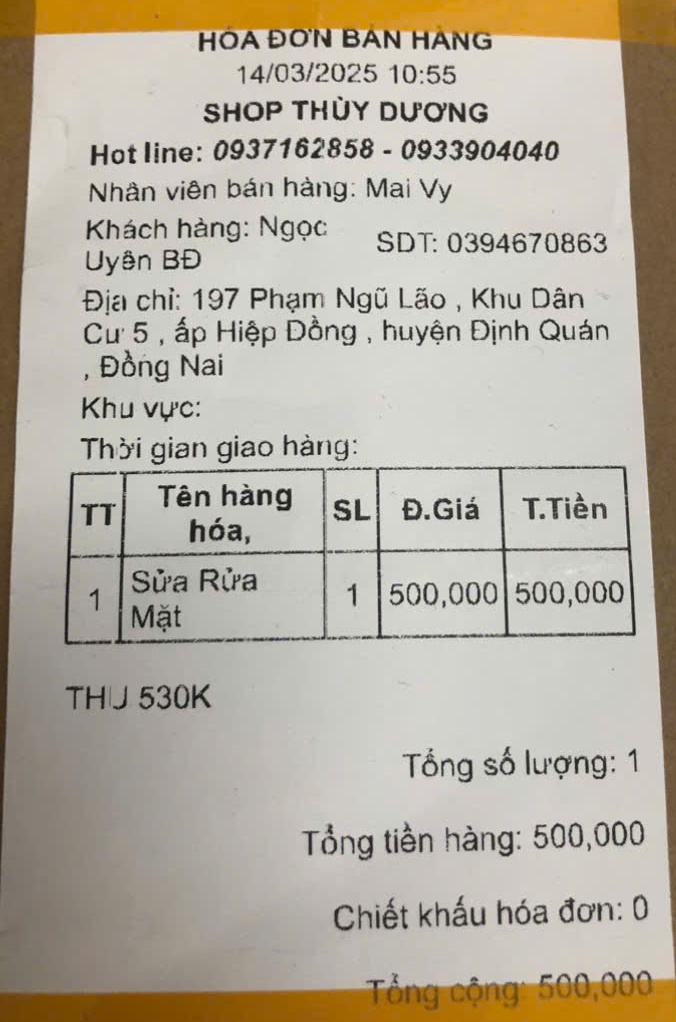 HÓA ĐƠN BÁN HÀNG
14/03/2025 10:55
SHOP THÙY DƯƠNG
Hot line: 0937162858 - 0933904040
Nhân viên bán hàng: Mai Vy
Khách hàng: Ngọc Uyên BĐ
SDT: 0394670863
Địa chỉ: 197 Phạm Ngũ Lão , Khu Dân
Cư 5 , ấp Hiệp Dồng , huyện Định Quán
, Đồng Nai
Khu vực:
Thời gian giao hàng:
TT Tên hàng hóa, SL Đ.Giá T.Tiền
1 Sửa Rửa Mặt 1 500,000 500,000
THU 530K
Tổng số lượng: 1
Tổng tiền hàng: 500,000
Chiết khấu hóa đơn: 0
Tổng cộng: 500,000